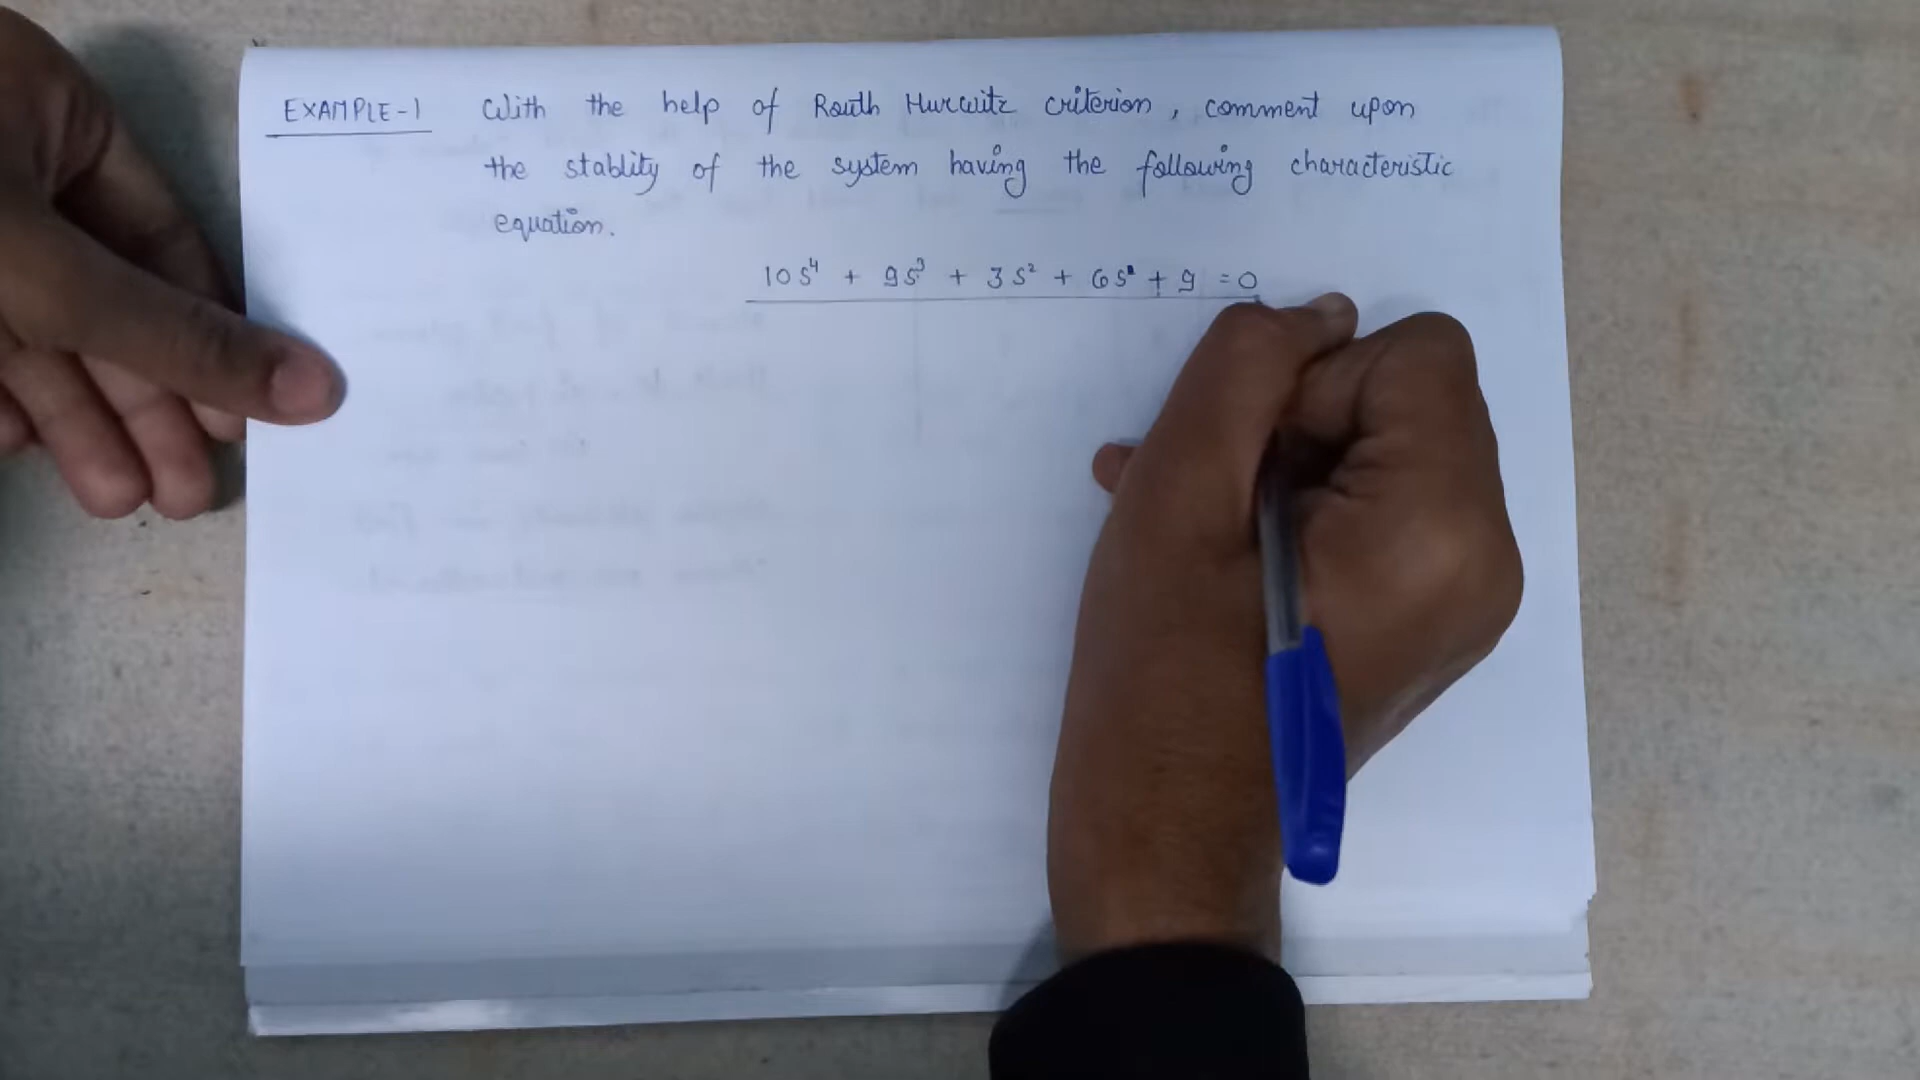 EXAMPLE-1 With the help of Routh Hurwitz criterion, comment upon
the stablity of the system having the following characteristic
equation.
10s⁴ + 9s³ + 3s² + 6s + 9 = 0